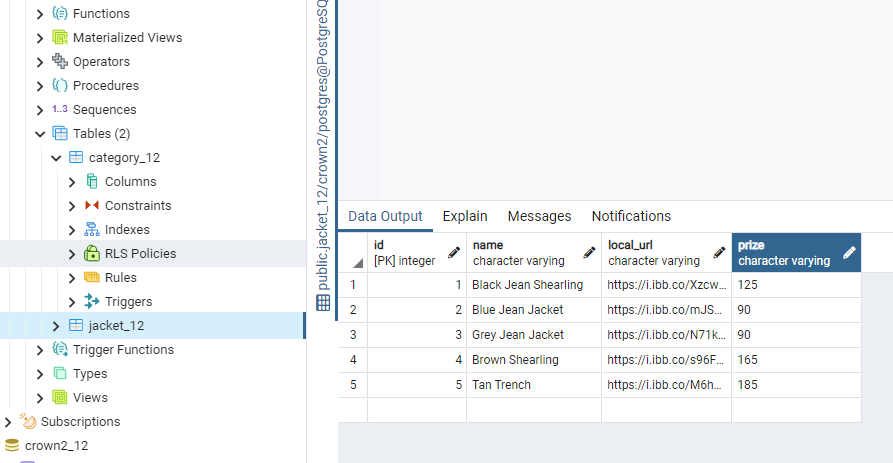 Functions
Materialized Views
Operators
Procedures
1..3 Sequences
Tables (2)
category_12
Columns
Constraints
Indexes
RLS Policies
Rules
Triggers
jacket_12
Trigger Functions
Types
Views
Subscriptions
crown2_12
public.jacket_12/crown2/postgres@PostgreSQ
Data Output Explain Messages Notifications
id name local_url prize
[PK] integer character varying character varying character varying
1 1 Black Jean Shearling https://i.ibb.co/Xzcw... 125
2 2 Blue Jean Jacket https://i.ibb.co/mJS... 90
3 3 Grey Jean Jacket https://i.ibb.co/N71k... 90
4 4 Brown Shearling https://i.ibb.co/s96F... 165
5 5 Tan Trench https://i.ibb.co/M6h... 185